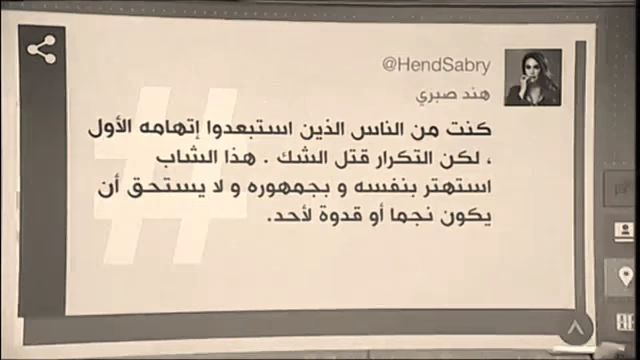 @HendSabry
هند صبري
كنت من الناس الذين استبعدوا إتهامه الأول
، لكن التكرار قتل الشك . هذا الشاب
استهتر بنفسه و بجمهوره و لا يستحق أن
يكون نجما أو قدوة لأحد.
#